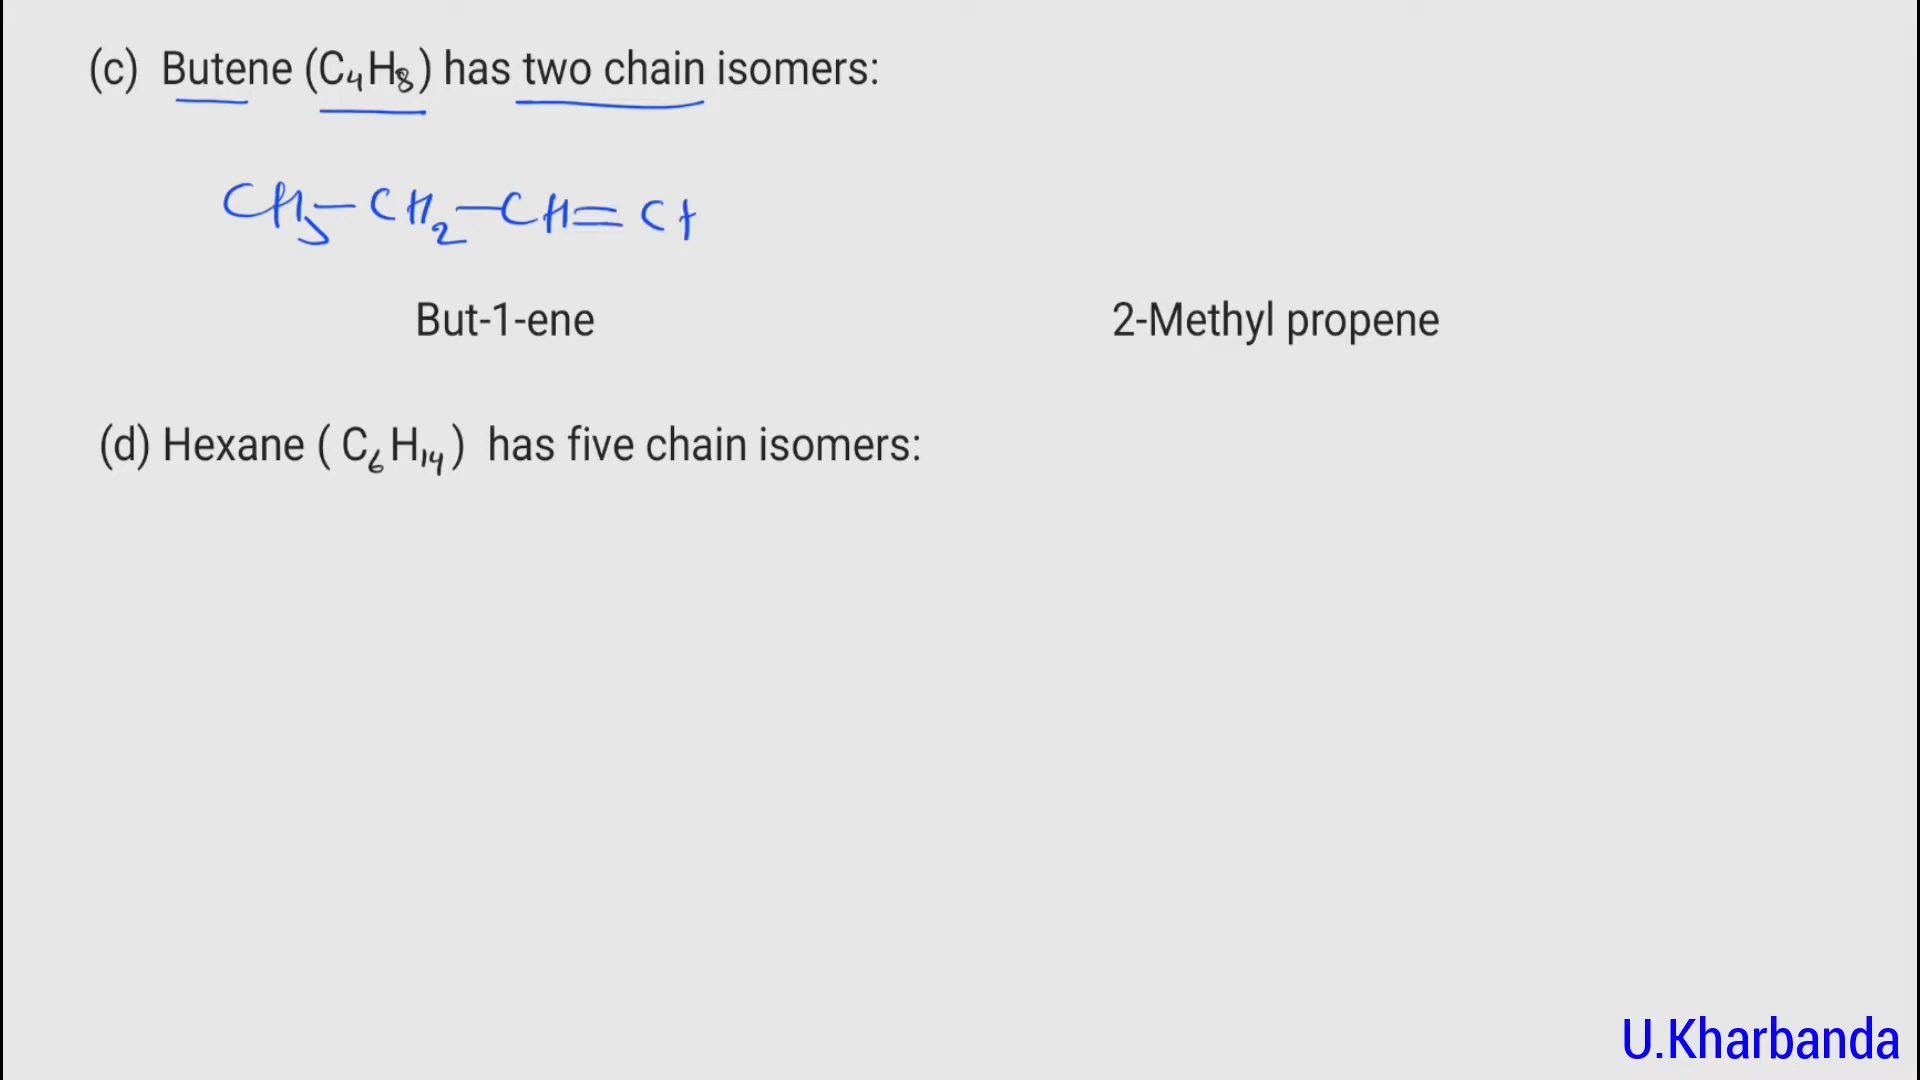 (c) Butene (C₄H₈) has two chain isomers:
CH₃-CH₂-CH=C
But-1-ene 2-Methyl propene
(d) Hexane ( C₆H₁₄) has five chain isomers:
U.Kharbanda